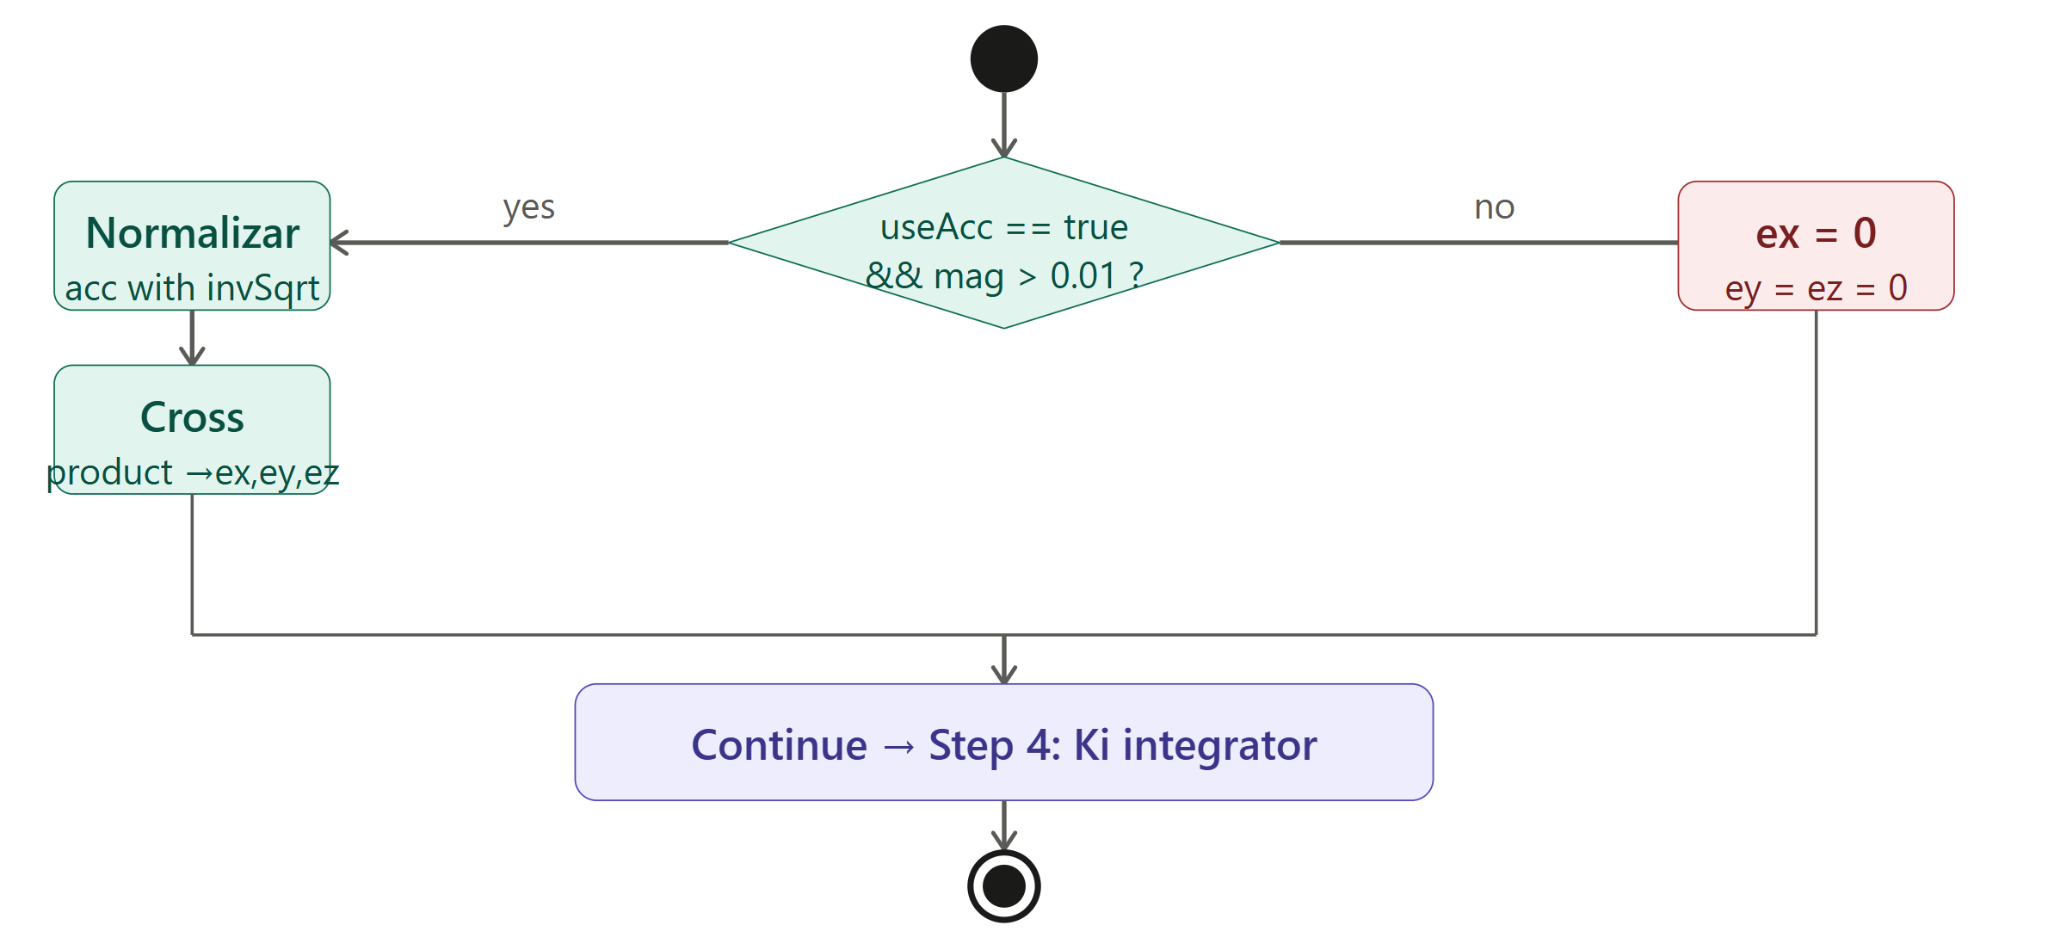 useAcc == true
&& mag > 0.01 ?
yes
no
Normalizar
acc with invSqrt
Cross
product →ex,ey,ez
ex = 0
ey = ez = 0
Continue → Step 4: Ki integrator